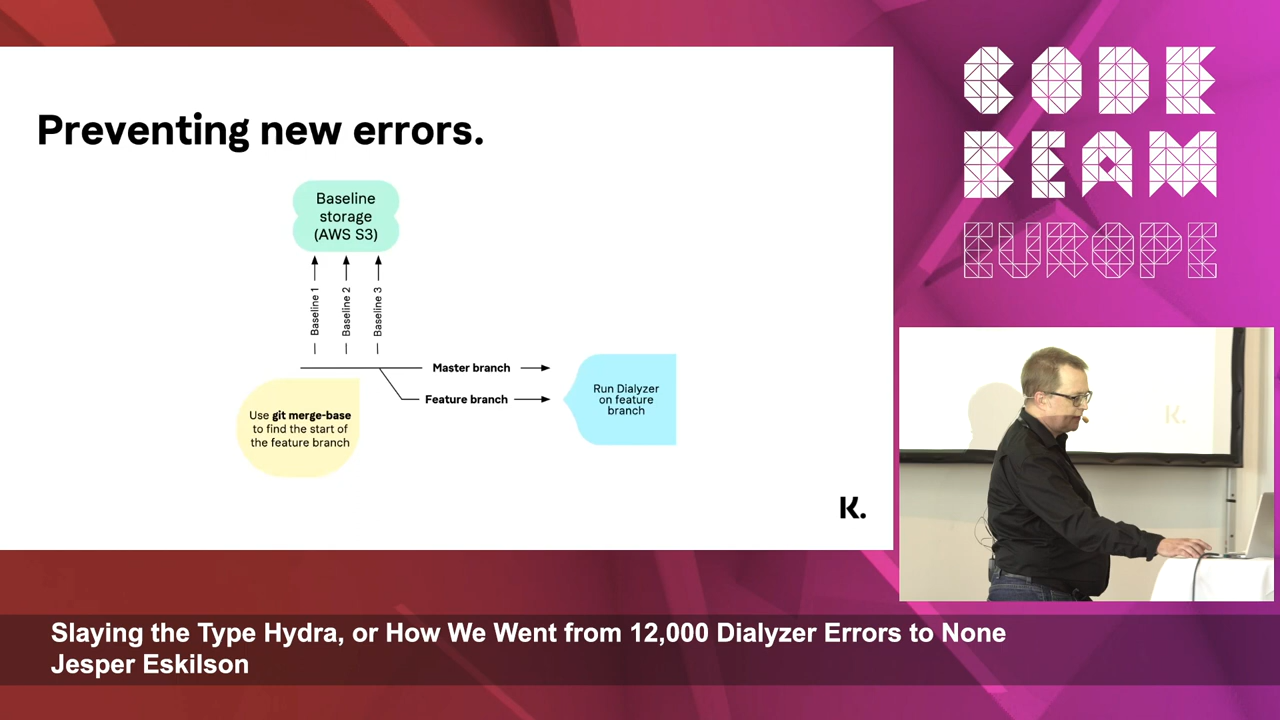 Preventing new errors.
Baseline
storage
(AWS S3)
Baseline 1
Baseline 2
Baseline 3
Master branch
Feature branch
Use git merge-base
to find the start of
the feature branch
Run Dialyzer
on feature
branch
K.
CODE
BEAM
EUROPE
K.
Slaying the Type Hydra, or How We Went from 12,000 Dialyzer Errors to None
Jesper Eskilson